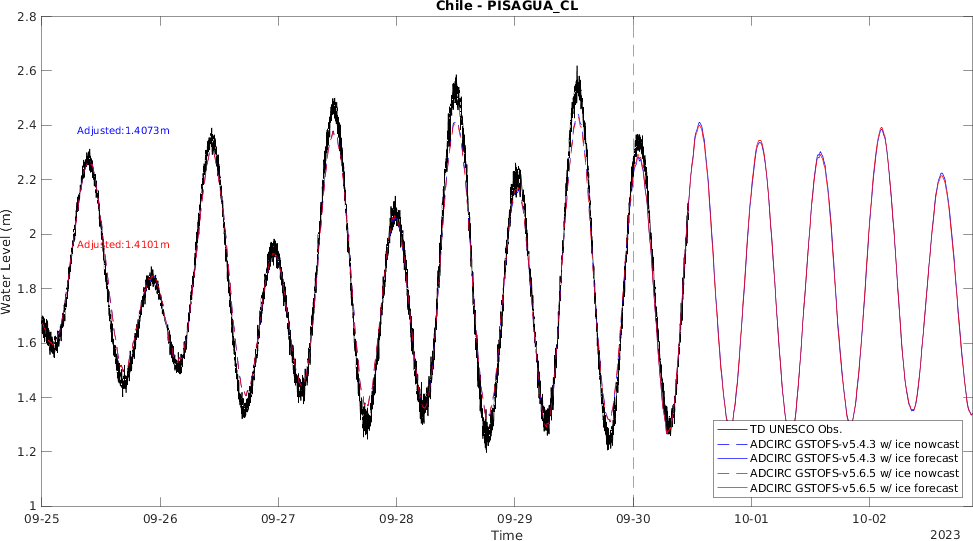 Chile - PISAGUA_CL
2.8
2.6
2.4
2.2
2
1.8
1.6
1.4
1.2
1
Water Level (m)
Adjusted:1.4073m
Adjusted:1.4101m
TD UNESCO Obs.
ADCIRC GSTOFS-v5.4.3 w/ ice nowcast
ADCIRC GSTOFS-v5.4.3 w/ ice forecast
ADCIRC GSTOFS-v5.6.5 w/ ice nowcast
ADCIRC GSTOFS-v5.6.5 w/ ice forecast
09-25 09-26 09-27 09-28 09-29 09-30 10-01 10-02
Time
2023